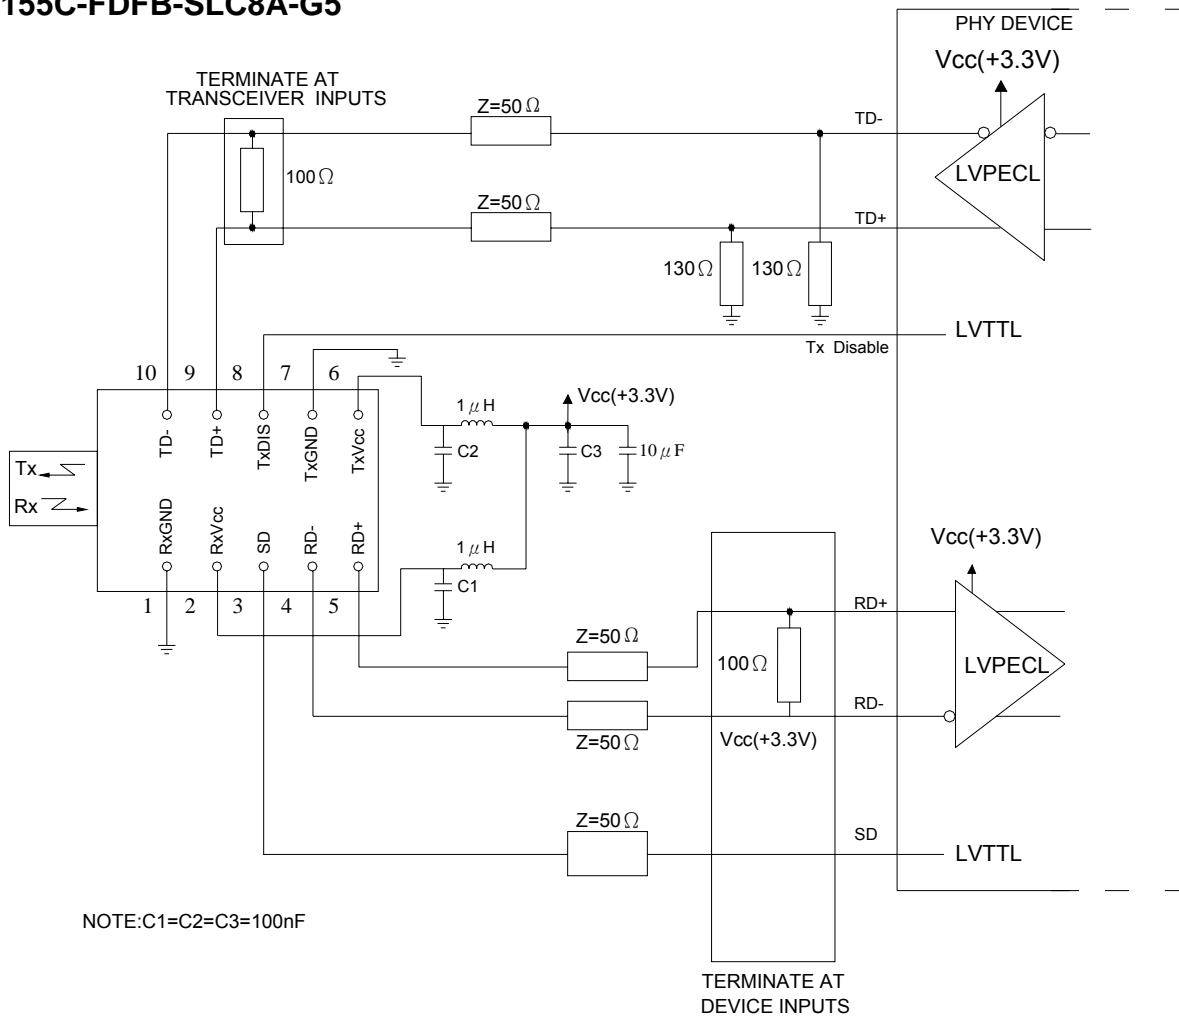 155C-FDFB-SLC8A-G5
PHY DEVICE
Vcc(+3.3V)
TERMINATE AT
TRANSCEIVER INPUTS
Z=50Ω
TD-
LVPECL
100Ω
Z=50Ω
TD+
130Ω
130Ω
LVTTL
Tx Disable
10 9 8 7 6
Vcc(+3.3V)
1μH
TD-
TD+
TxDIS
TxGND
TxVcc
C2
C3
10μF
Tx
Rx
RxGND
RxVcc
SD
RD-
RD+
1μH
C1
Vcc(+3.3V)
1 2 3 4 5
RD+
Z=50Ω
100Ω
LVPECL
RD-
Z=50Ω
Vcc(+3.3V)
Z=50Ω
SD
LVTTL
NOTE:C1=C2=C3=100nF
TERMINATE AT
DEVICE INPUTS